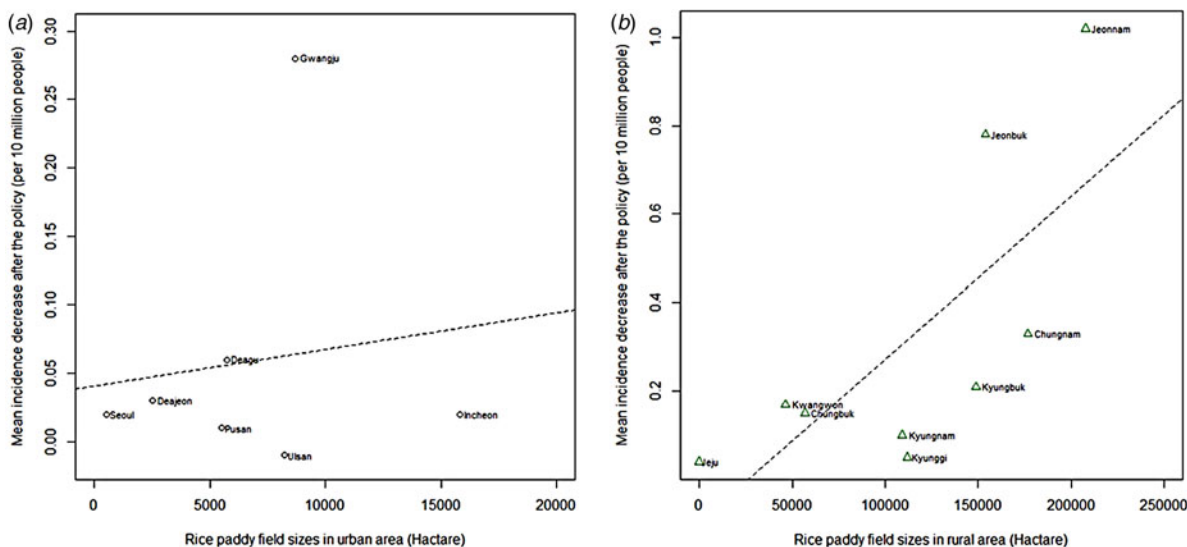 (a)
Mean incidence decrease after the policy (per 10 million people)
0.30
0.25
0.20
0.15
0.10
0.05
0.00
Gwangju
Deagu
Deajeon
Seoul
Pusan
Ulsan
Incheon
0 5000 10000 15000 20000
Rice paddy field sizes in urban area (Hactare)
(b)
Mean incidence decrease after the policy (per 10 million people)
1.0
0.8
0.6
0.4
0.2
Jeonnam
Jeonbuk
Chungnam
Kyungbuk
Kwangwon
Chungbuk
Kyungnam
Kyunggi
Jeju
0 50000 100000 150000 200000 250000
Rice paddy field sizes in rural area (Hactare)